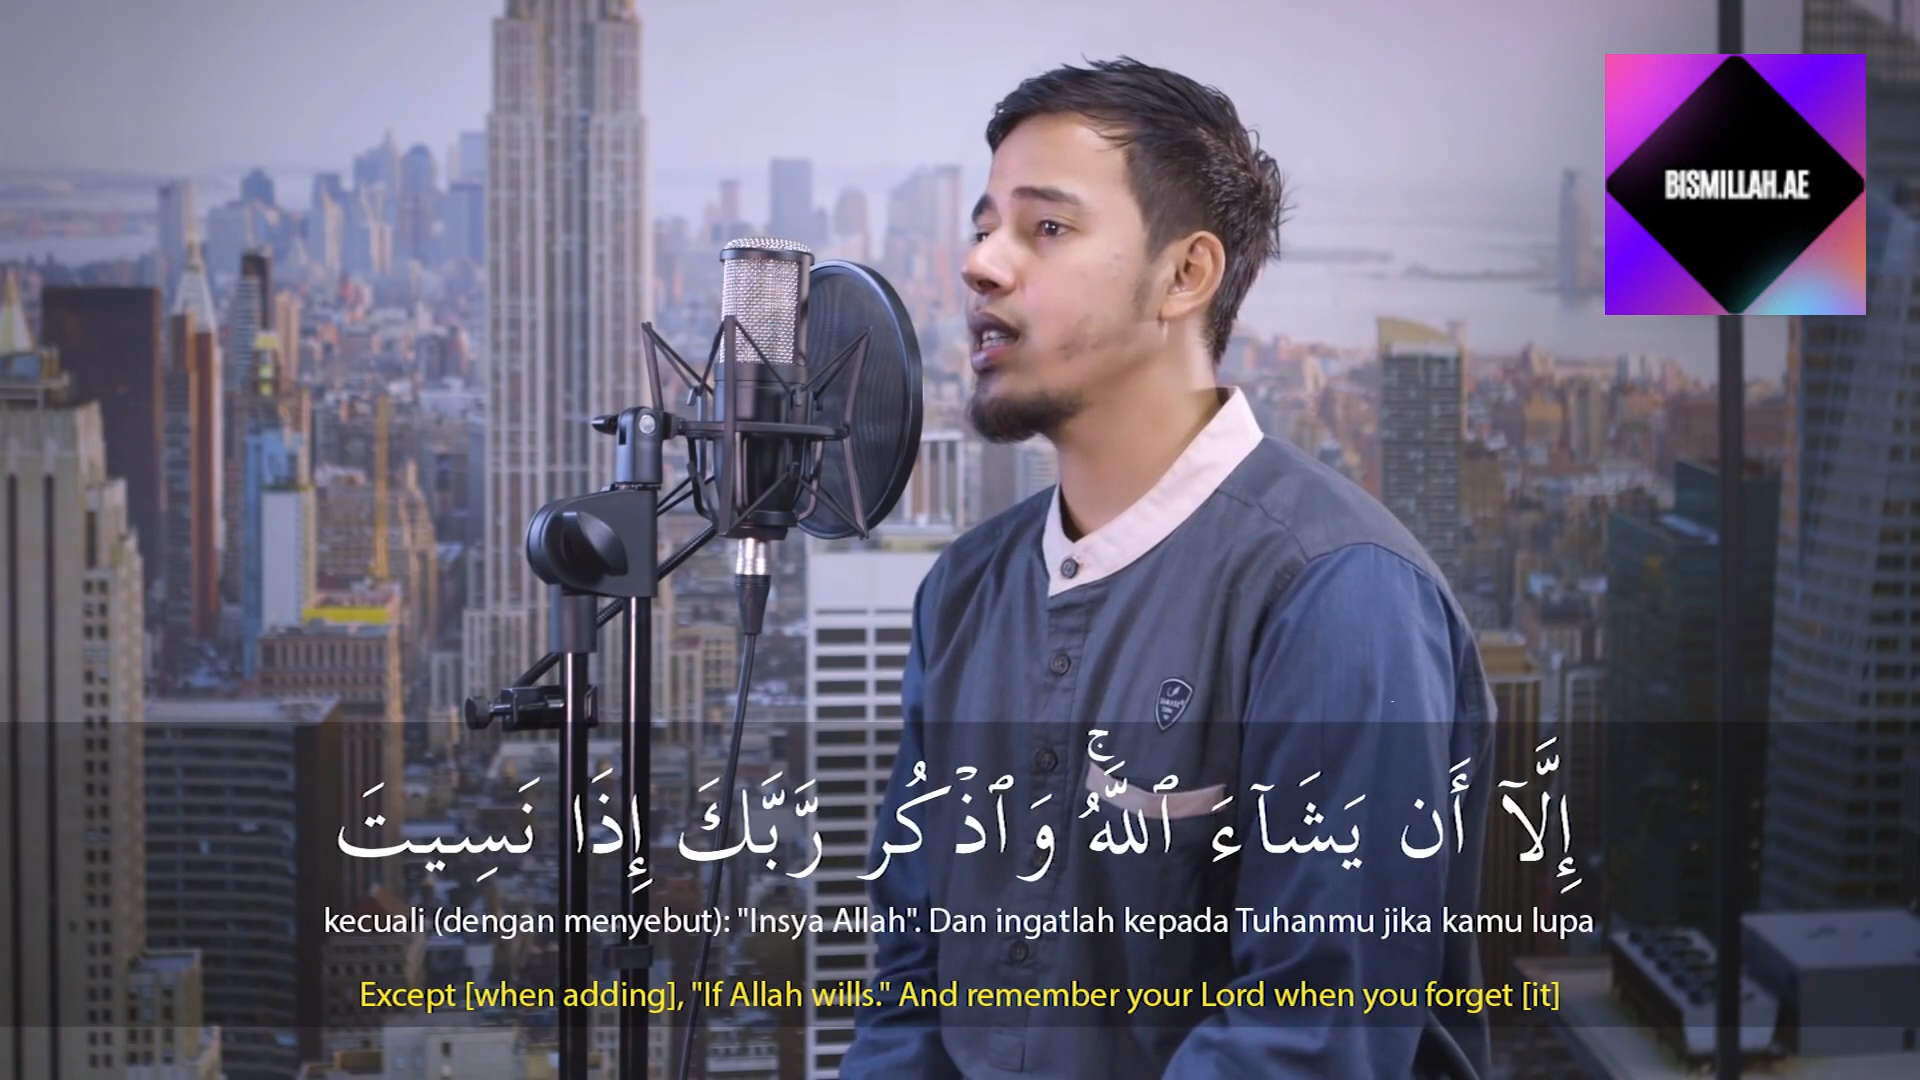 BISMILLAH.AE
إِلَّآ أَن يَشَآءَ ٱللَّهُ ۚ وَٱذْكُر رَّبَّكَ إِذَا نَسِيتَ
kecuali (dengan menyebut): "Insya Allah". Dan ingatlah kepada Tuhanmu jika kamu lupa
Except [when adding], "If Allah wills." And remember your Lord when you forget [it]